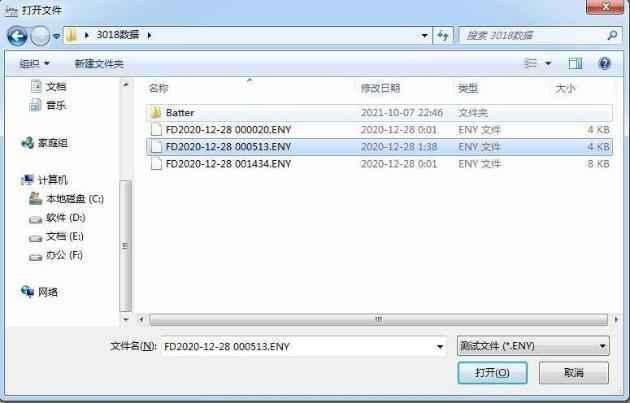 打开文件
3018数据
搜索 3018数据
组织 新建文件夹
文档
音乐
家庭组
计算机
本地磁盘 (C:)
软件 (D:)
文档 (E:)
办公 (F:)
网络
名称 修改日期 类型 大小
Batter 2021-10-07 22:46 文件夹
FD2020-12-28 000020.ENY 2020-12-28 0:01 ENY 文件 4 KB
FD2020-12-28 000513.ENY 2020-12-28 1:38 ENY 文件 4 KB
FD2020-12-28 001434.ENY 2020-12-28 0:01 ENY 文件 8 KB
文件名(N): FD2020-12-28 000513.ENY 测试文件 (*.ENY)
打开(O) 取消